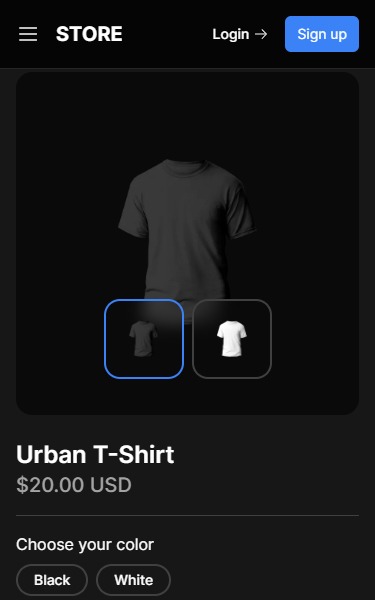 STORE
Login →
Sign up
Urban T-Shirt
$20.00 USD
Choose your color
Black
White